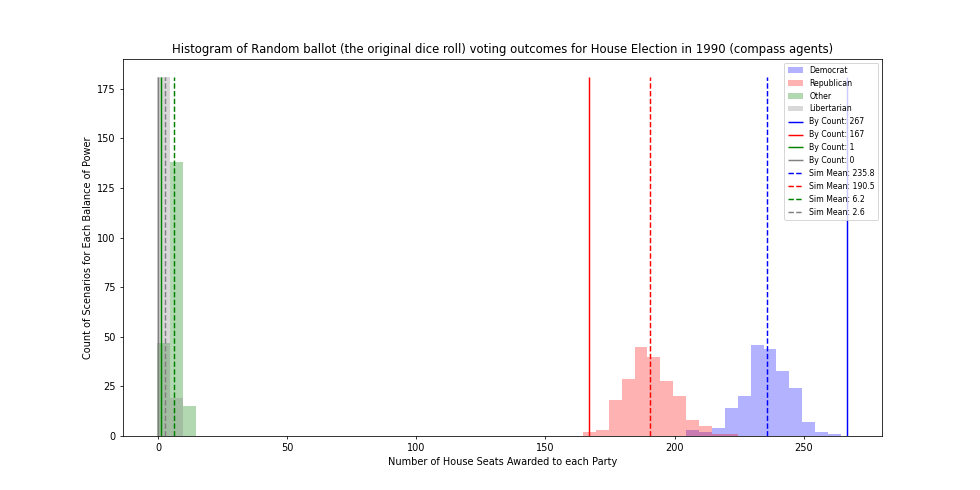 Histogram of Random ballot (the original dice roll) voting outcomes for House Election in 1990 (compass agents)
Democrat
Republican
Other
Libertarian
By Count: 267
By Count: 167
By Count: 1
By Count: 0
Sim Mean: 235.8
Sim Mean: 190.5
Sim Mean: 6.2
Sim Mean: 2.6
Count of Scenarios for Each Balance of Power
175
150
125
100
75
50
25
0
0 50 100 150 200 250
Number of House Seats Awarded to each Party